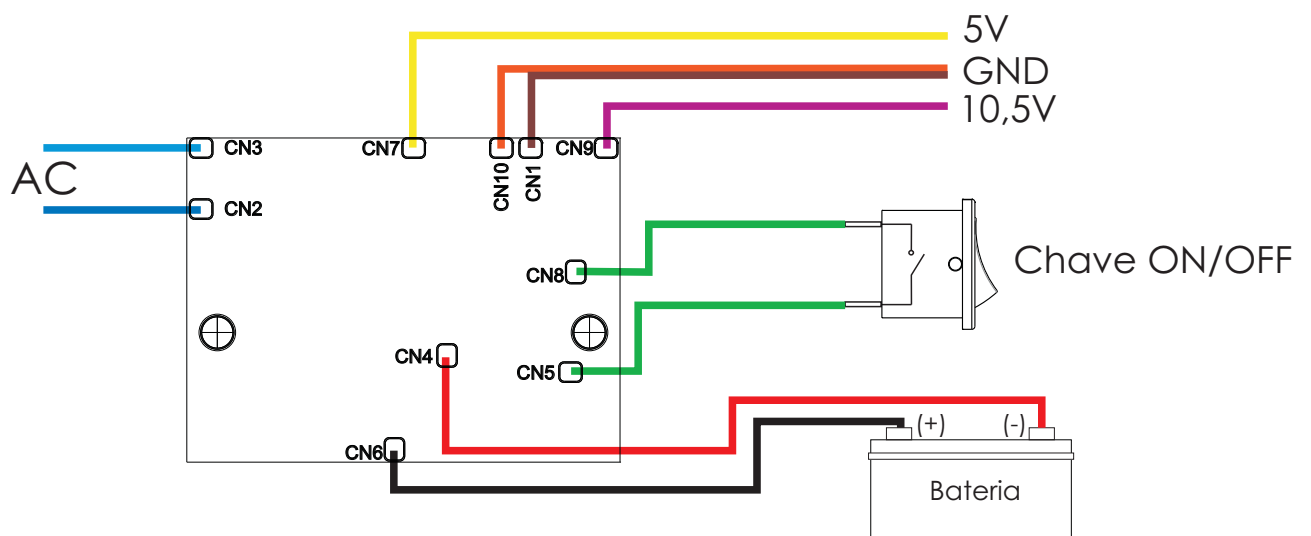 5V
GND
10,5V
AC
CN3
CN7
CN10
CN1
CN9
CN2
CN8
Chave ON/OFF
CN4
CN5
CN6
(+)
(-)
Bateria